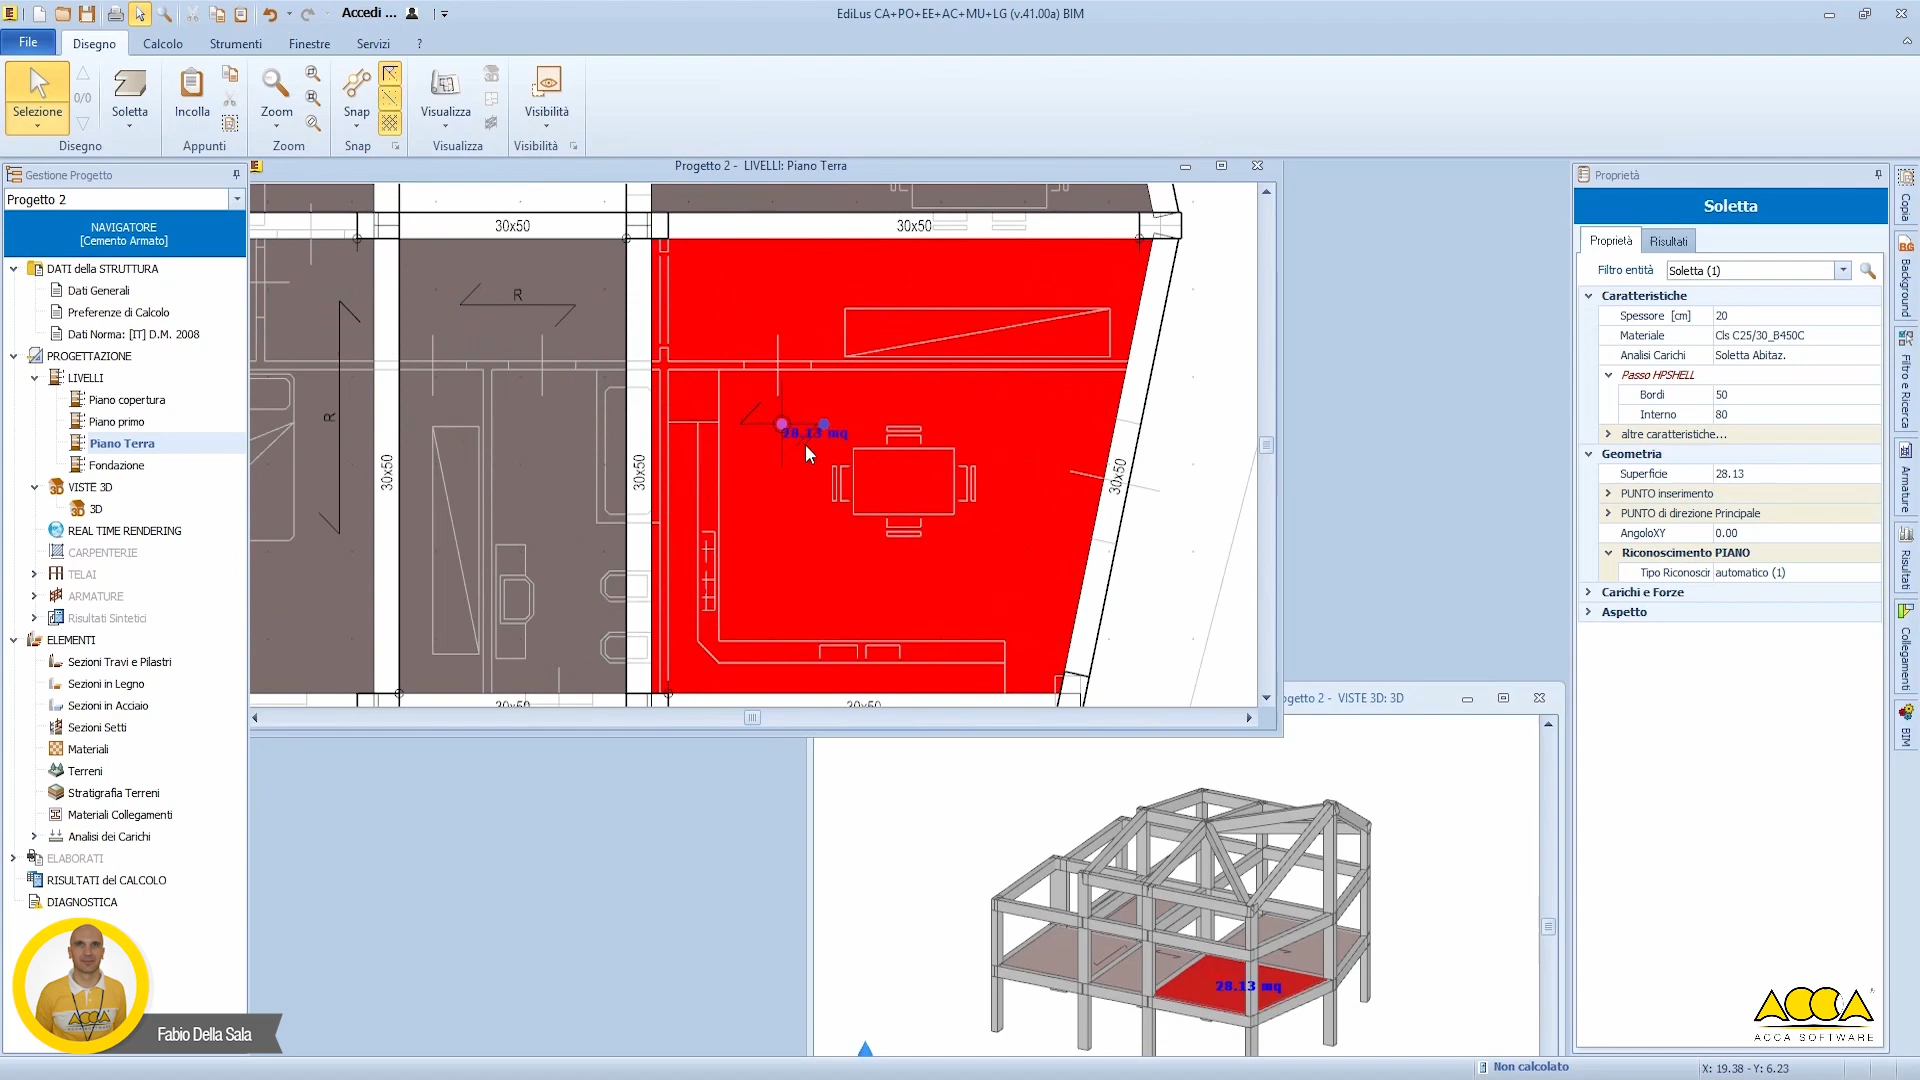 Accedi ...
EdiLus CA+PO+EE+AC+MU+LG (v.41.00a) BIM
File
Disegno
Calcolo
Strumenti
Finestre
Servizi
?
Selezione
0/0
Soletta
Incolla
Zoom
Snap
Visualizza
Visibilità
Disegno
Appunti
Zoom
Snap
Visualizza
Visibilità
Gestione Progetto
Progetto 2
NAVIGATORE
[Cemento Armato]
DATI della STRUTTURA
Dati Generali
Preferenze di Calcolo
Dati Norma: [IT] D.M. 2008
PROGETTAZIONE
LIVELLI
Piano copertura
Piano primo
Piano Terra
Fondazione
VISTE 3D
3D
REAL TIME RENDERING
CARPENTERIE
TELAI
ARMATURE
Risultati Sintetici
ELEMENTI
Sezioni Travi e Pilastri
Sezioni in Legno
Sezioni in Acciaio
Sezioni Setti
Materiali
Terreni
Stratigrafia Terreni
Materiali Collegamenti
Analisi dei Carichi
ELABORATI
RISULTATI del CALCOLO
DIAGNOSTICA
Fabio Della Sala
Progetto 2 - LIVELLI: Piano Terra
30x50
30x50
R
R
28.13 mq
30x50
30x50
30x50
30x50
30x50
ogetto 2 - VISTE 3D: 3D
28.13 mq
Proprietà
Soletta
Proprietà
Risultati
Filtro entità
Soletta (1)
Caratteristiche
Spessore [cm]
20
Materiale
Cls C25/30_B450C
Analisi Carichi
Soletta Abitaz.
Passo HPSHELL
Bordi
50
Interno
80
altre caratteristiche...
Geometria
Superficie
28.13
PUNTO inserimento
PUNTO di direzione Principale
AngoloXY
0.00
Riconoscimento PIANO
Tipo Riconoscir
automatico (1)
Carichi e Forze
Aspetto
Copia
Background
Filtro e Ricerca
Armature
Risultati
Collegamenti
BIM
ACCA
ACCA SOFTWARE
Non calcolato
X: 19.38 - Y: 6.23